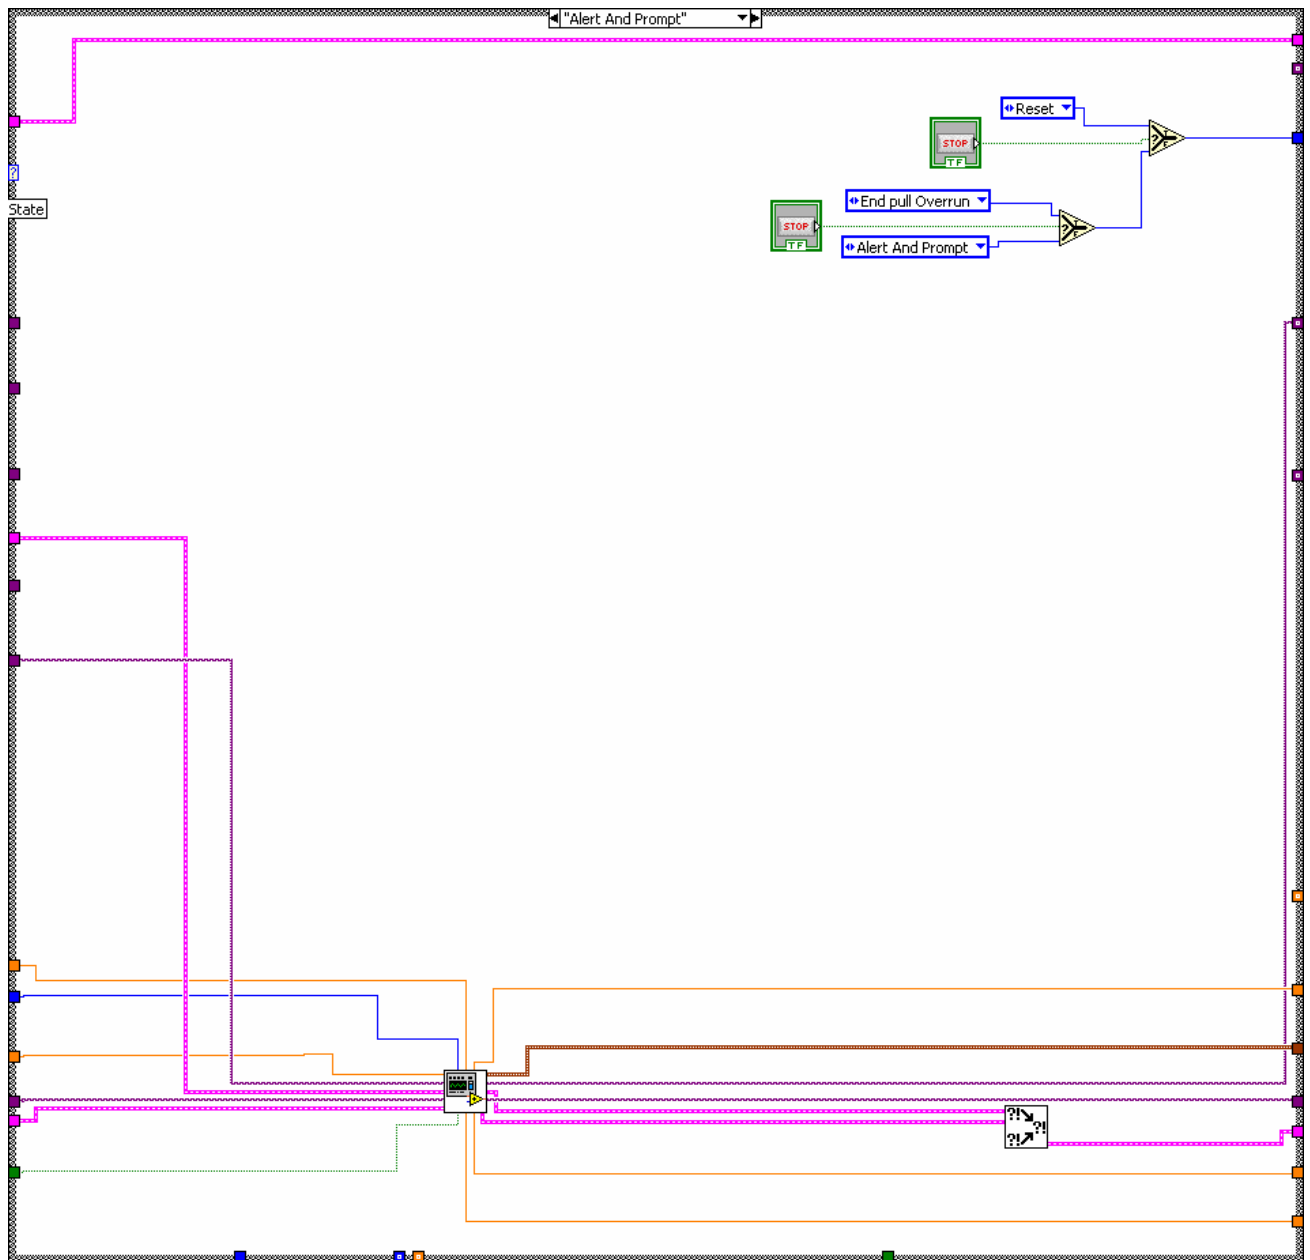 "Alert And Prompt"
Reset
STOP
TF
?
T
F
?
State
End pull Overrun
STOP
TF
?
T
F
Alert And Prompt
?!
?!
?!